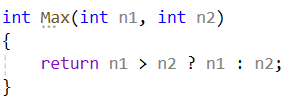 int Max(int n1, int n2)
{
    return n1 > n2 ? n1 : n2;
}